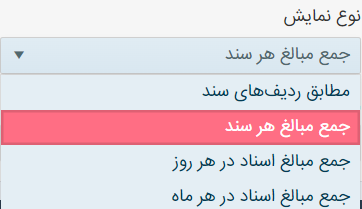 نوع نمایش
جمع مبالغ هر سند
مطابق ردیف‌های سند
جمع مبالغ هر سند
جمع مبالغ اسناد در هر روز
جمع مبالغ اسناد در هر ماه